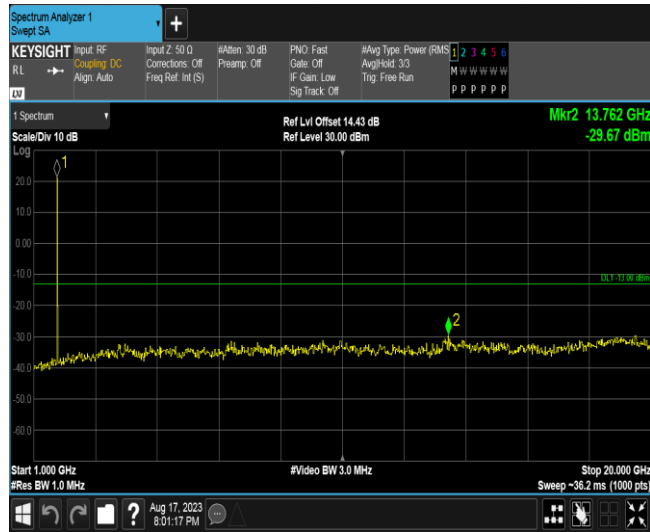 Spectrum Analyzer 1
Swept SA
KEYSIGHT Input: RF Input Z: 50 Ω #Atten: 30 dB PNO: Fast #Avg Type: Power (RMS 1 2 3 4 5 6
RL Coupling: DC Corrections: Off Preamp: Off Gate: Off Avg|Hold: 3/3 M W W W W W
Align: Auto Freq Ref: Int (S) IF Gain: Low Trig: Free Run
LXI Sig Track: Off P P P P P P
1 Spectrum Ref Lvl Offset 14.43 dB Mkr2 13.762 GHz
Scale/Div 10 dB Ref Level 30.00 dBm -29.67 dBm
Log
1
20.0
10.0
0.00
-10.0
DL1 -13.00 dBm
-20.0
2
-30.0
-40.0
-50.0
-60.0
Start 1.000 GHz #Video BW 3.0 MHz Stop 20.000 GHz
#Res BW 1.0 MHz Sweep ~36.2 ms (1000 pts)
? Aug 17, 2023
8:01:17 PM